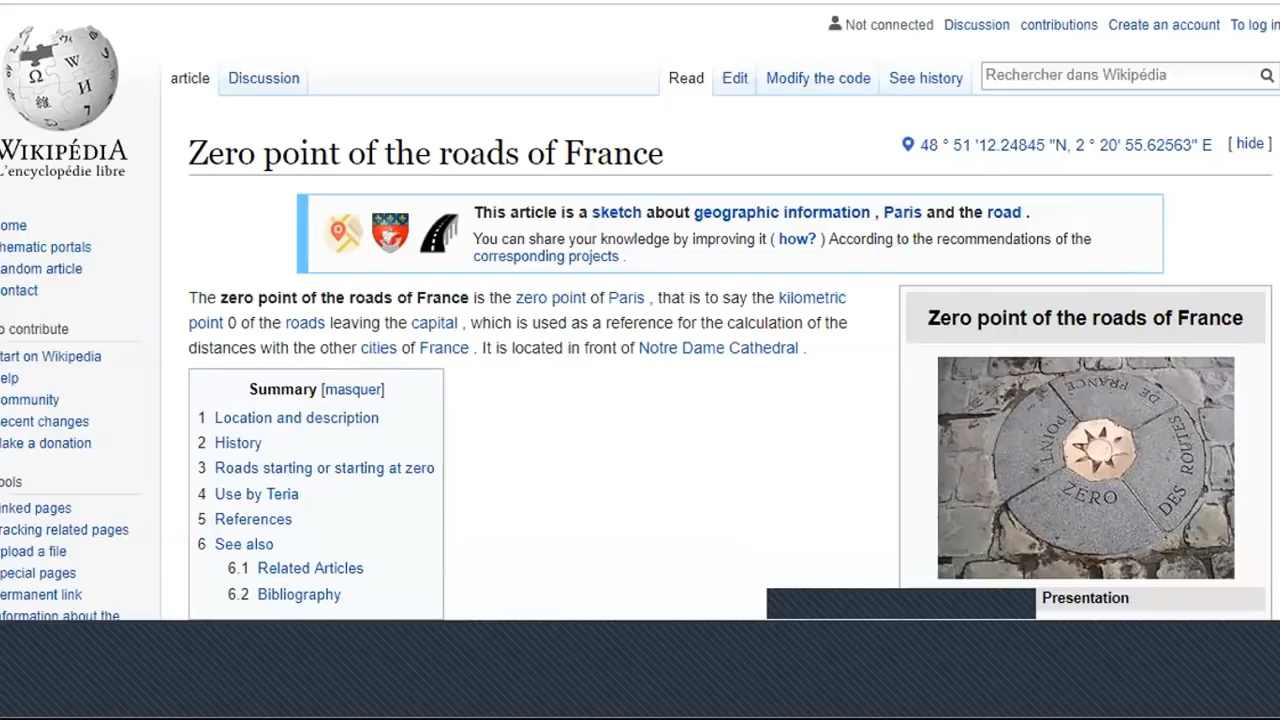 Not connected Discussion contributions Create an account To log in
article Discussion Read Edit Modify the code See history Rechercher dans Wikipédia
WIKIPÉDIA
L'encyclopédie libre
Zero point of the roads of France
48 ° 51 '12.24845 "N, 2 ° 20' 55.62563" E [ hide ]
This article is a sketch about geographic information , Paris and the road .
You can share your knowledge by improving it ( how? ) According to the recommendations of the
corresponding projects .
ome
hematic portals
andom article
ontact
o contribute
tart on Wikipedia
elp
ommunity
ecent changes
ake a donation
ools
inked pages
racking related pages
pload a file
pecial pages
ermanent link
nformation about the
The zero point of the roads of France is the zero point of Paris , that is to say the kilometric
point 0 of the roads leaving the capital , which is used as a reference for the calculation of the
distances with the other cities of France . It is located in front of Notre Dame Cathedral .
Summary [masquer]
1 Location and description
2 History
3 Roads starting or starting at zero
4 Use by Teria
5 References
6 See also
6.1 Related Articles
6.2 Bibliography
Zero point of the roads of France
POINT
ZÉRO
DES ROUTES
DE FRANCE
Presentation